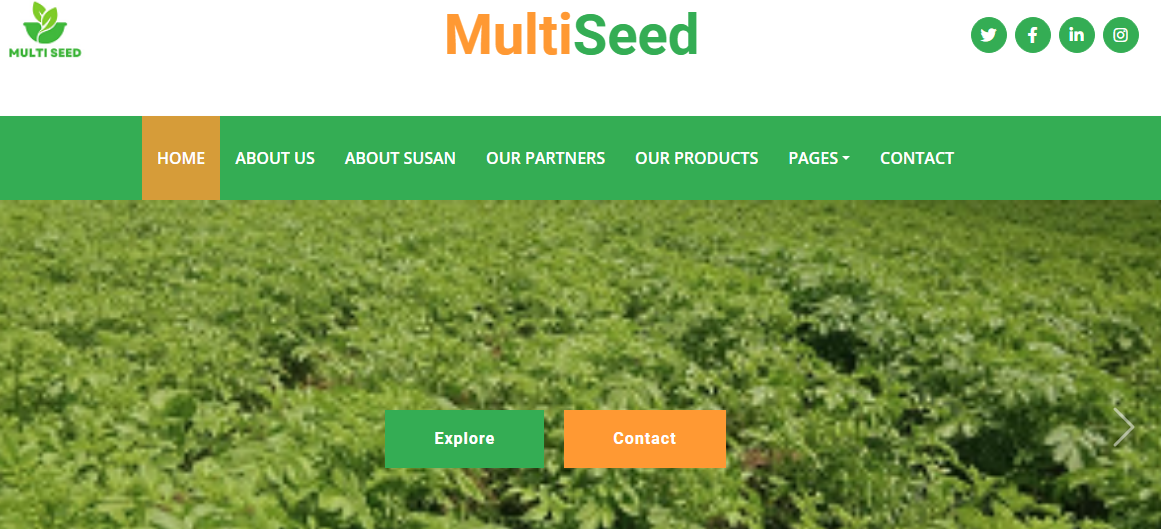 MULTI SEED
MultiSeed
HOME ABOUT US ABOUT SUSAN OUR PARTNERS OUR PRODUCTS PAGES CONTACT
Explore Contact